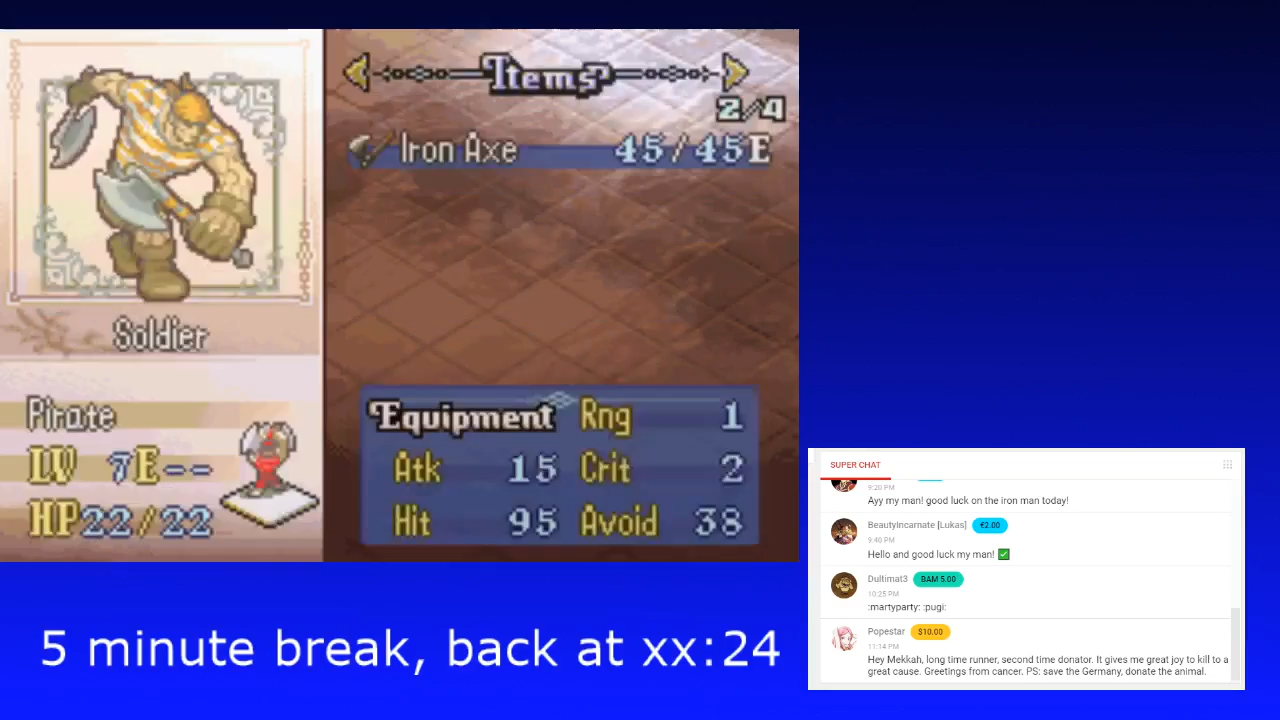 Items
2/4
Iron Axe 45/45E
Soldier
Pirate
LV 7E--
HP22/22
Equipment Rng 1
Atk 15 Crit 2
Hit 95 Avoid 38
5 minute break, back at xx:24
SUPER CHAT
9:20 PM
Ayy my man! good luck on the iron man today!
BeautyIncarnate [Lukas] €2.00
9:40 PM
Hello and good luck my man! ✅
Dultimat3 BAM 5.00
10:25 PM
:martyparty: :pugi:
Popestar $10.00
11:14 PM
Hey Mekkah, long time runner, second time donator. It gives me great joy to kill to a
great cause. Greetings from cancer. PS: save the Germany, donate the animal.